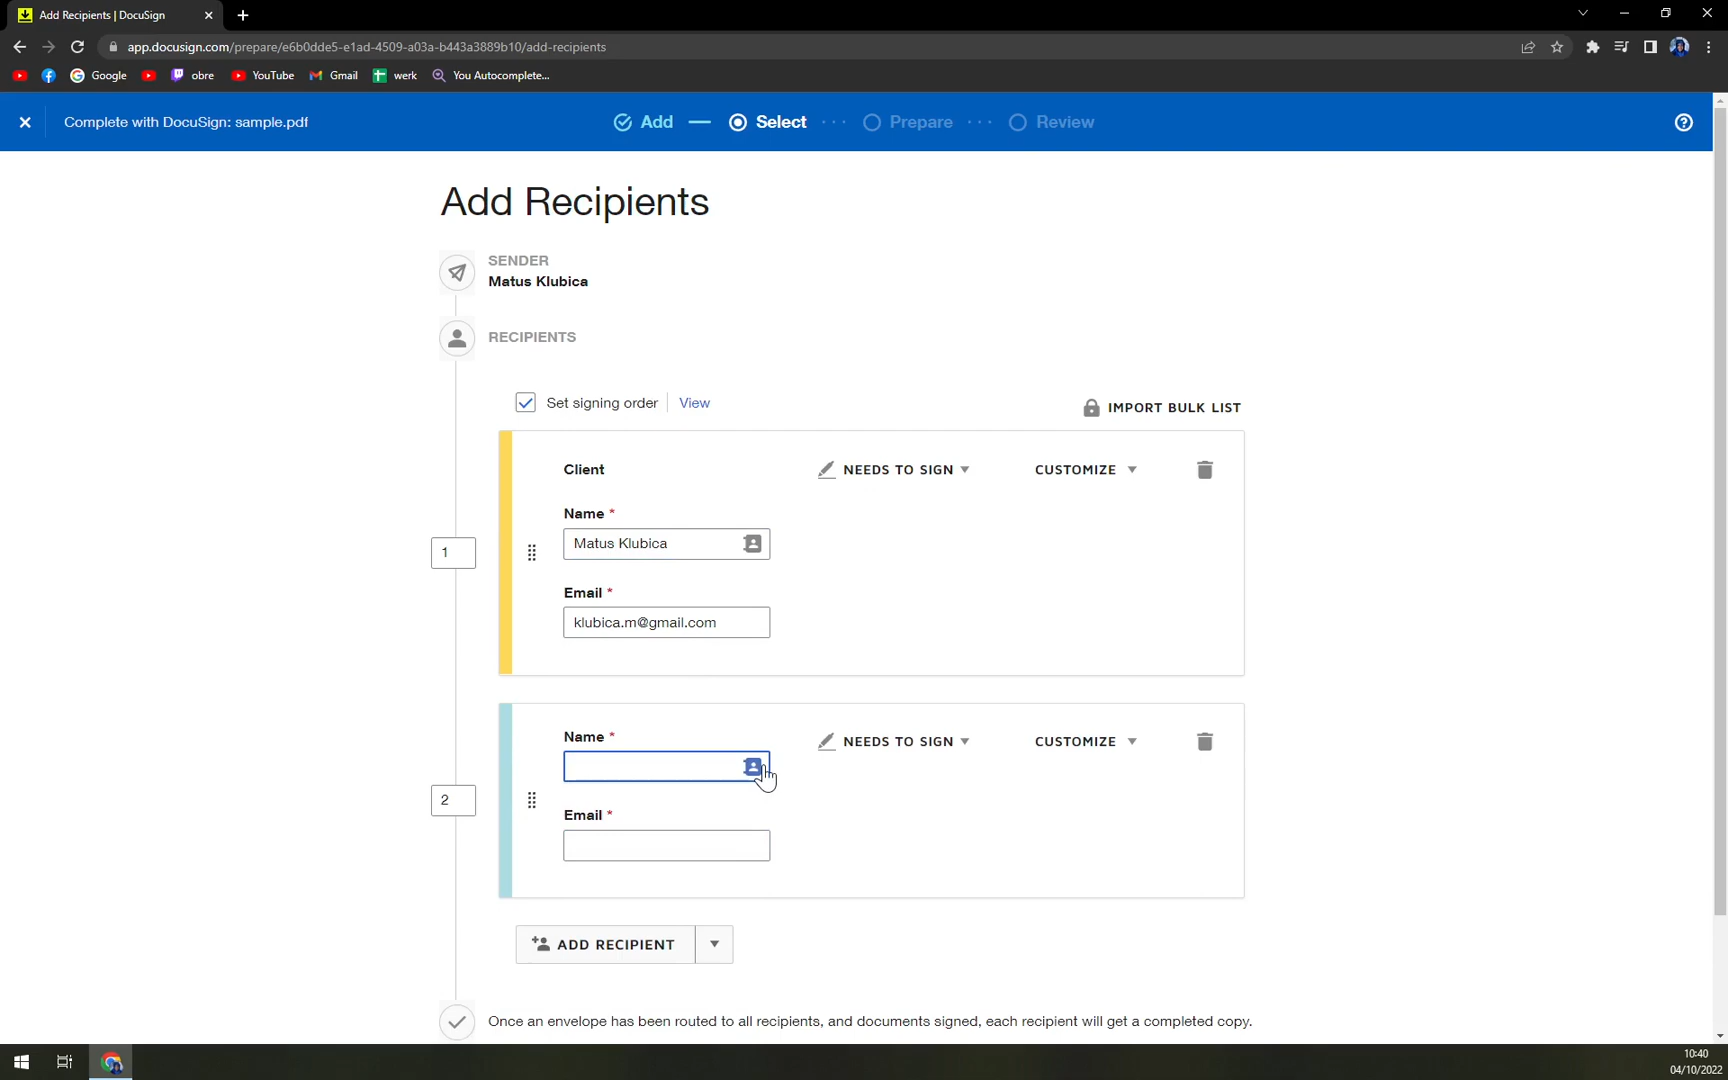 Add Recipients | DocuSign
app.docusign.com/prepare/e6b0dde5-e1ad-4509-a03a-b443a3889b10/add-recipients
Google
obre
YouTube
Gmail
werk
You Autocomplete...
Complete with DocuSign: sample.pdf
Add
Select
Prepare
Review
Add Recipients
SENDER
Matus Klubica
RECIPIENTS
Set signing order
View
IMPORT BULK LIST
Client
NEEDS TO SIGN
CUSTOMIZE
Name *
1
Matus Klubica
Email *
klubica.m@gmail.com
Name *
NEEDS TO SIGN
CUSTOMIZE
2
Email *
ADD RECIPIENT
Once an envelope has been routed to all recipients, and documents signed, each recipient will get a completed copy.
10:40
04/10/2022